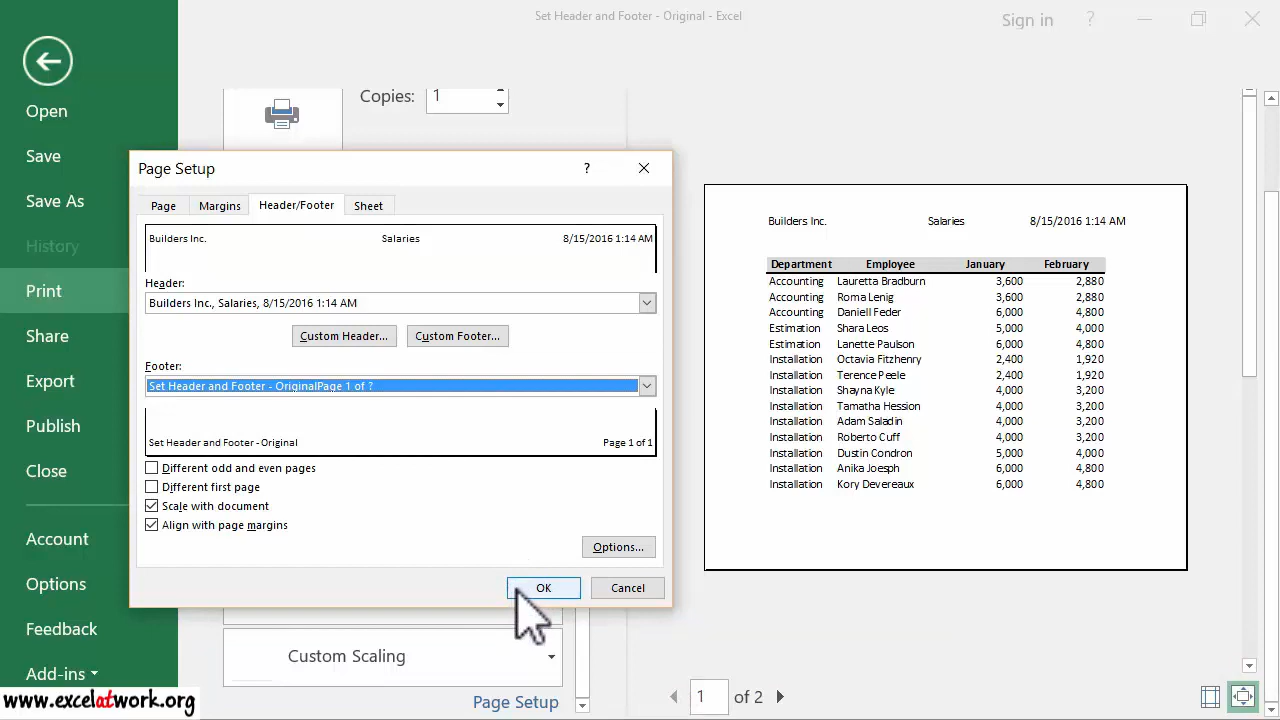 Set Header and Footer - Original - Excel
Sign in ?
Open
Save
Save As
History
Print
Share
Export
Publish
Close
Account
Options
Feedback
Add-ins
www.excelatwork.org
Copies: 1
Page Setup ?
Page Margins Header/Footer Sheet
Builders Inc. Salaries 8/15/2016 1:14 AM
Header:
Builders Inc., Salaries, 8/15/2016 1:14 AM
Custom Header... Custom Footer...
Footer:
Set Header and Footer - OriginalPage 1 of ?
Set Header and Footer - Original Page 1 of 1
Different odd and even pages
Different first page
Scale with document
Align with page margins
Options...
OK Cancel
Custom Scaling
Page Setup
Builders Inc. Salaries 8/15/2016 1:14 AM
Department Employee January February
Accounting Lauretta Bradburn 3,600 2,880
Accounting Roma Lenig 3,600 2,880
Accounting Daniell Feder 6,000 4,800
Estimation Shara Leos 5,000 4,000
Estimation Lanette Paulson 6,000 4,800
Installation Octavia Fitzhenry 2,400 1,920
Installation Terence Peele 2,400 1,920
Installation Shayna Kyle 4,000 3,200
Installation Tamatha Hession 4,000 3,200
Installation Adam Saladin 4,000 3,200
Installation Roberto Cuff 4,000 3,200
Installation Dustin Condron 5,000 4,000
Installation Anika Joesph 6,000 4,800
Installation Kory Devereaux 6,000 4,800
1 of 2